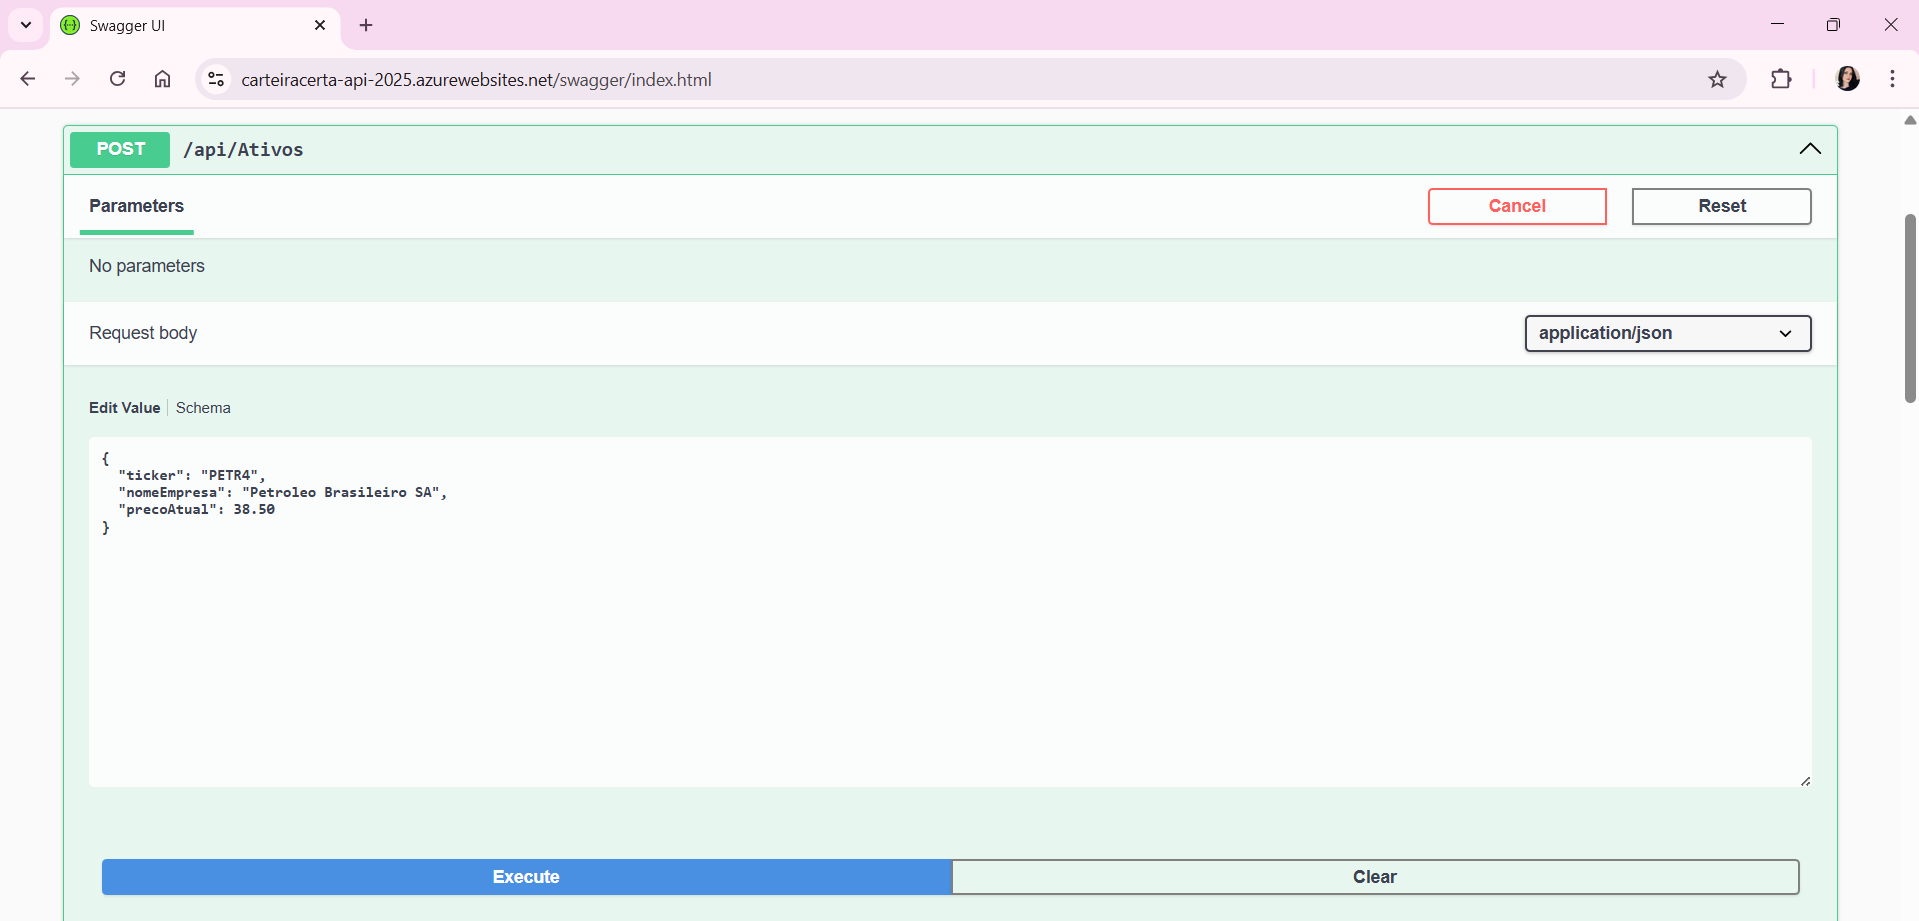 Swagger UI
carteiracerta-api-2025.azurewebsites.net/swagger/index.html
POST /api/Ativos
Parameters
Cancel
Reset
No parameters
Request body
application/json
Edit Value | Schema
{
  "ticker": "PETR4",
  "nomeEmpresa": "Petroleo Brasileiro SA",
  "precoAtual": 38.50
}
Execute
Clear